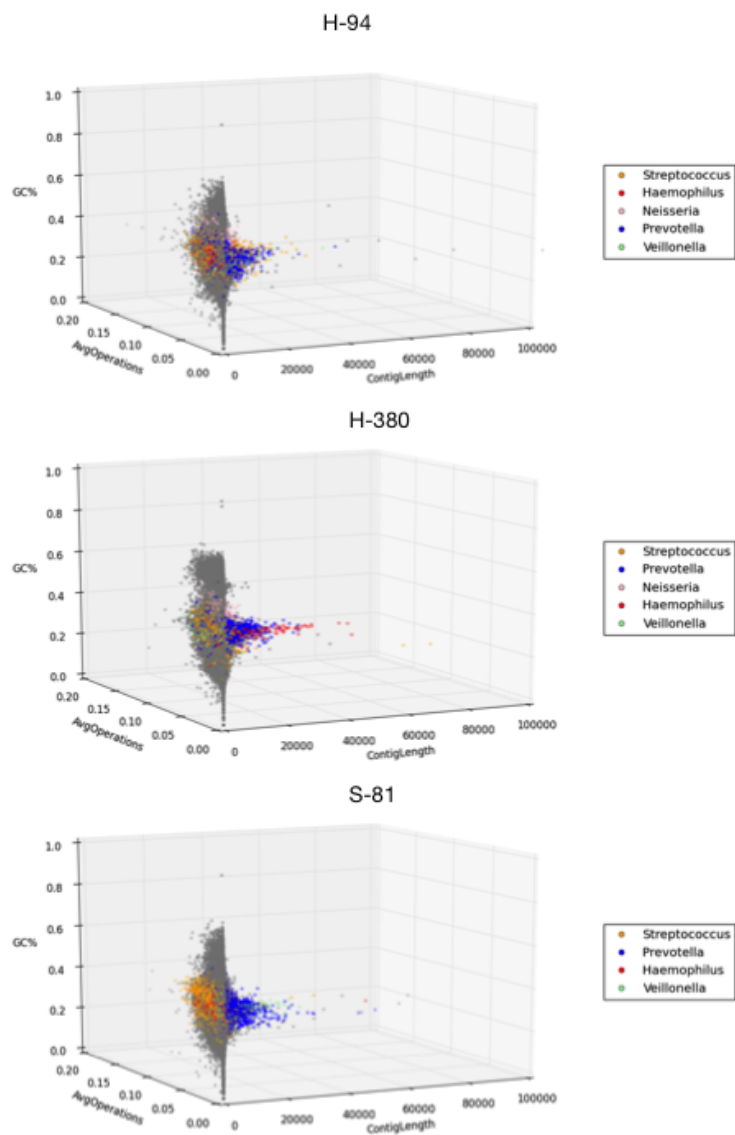 H-94
1.0
0.8
0.6
GC%
0.4
0.2
0.0
0.20
0.15
0.10
0.05
0.00
AvgOperations
0
20000
40000
60000
80000
100000
ContigLength
Streptococcus
Haemophilus
Neisseria
Prevotella
Veillonella
H-380
1.0
0.8
0.6
GC%
0.4
0.2
0.0
0.20
0.15
0.10
0.05
0.00
AvgOperations
0
20000
40000
60000
80000
100000
ContigLength
Streptococcus
Prevotella
Neisseria
Haemophilus
Veillonella
S-81
1.0
0.8
0.6
GC%
0.4
0.2
0.0
0.20
0.15
0.10
0.05
0.00
AvgOperations
0
20000
40000
60000
80000
100000
ContigLength
Streptococcus
Prevotella
Haemophilus
Veillonella